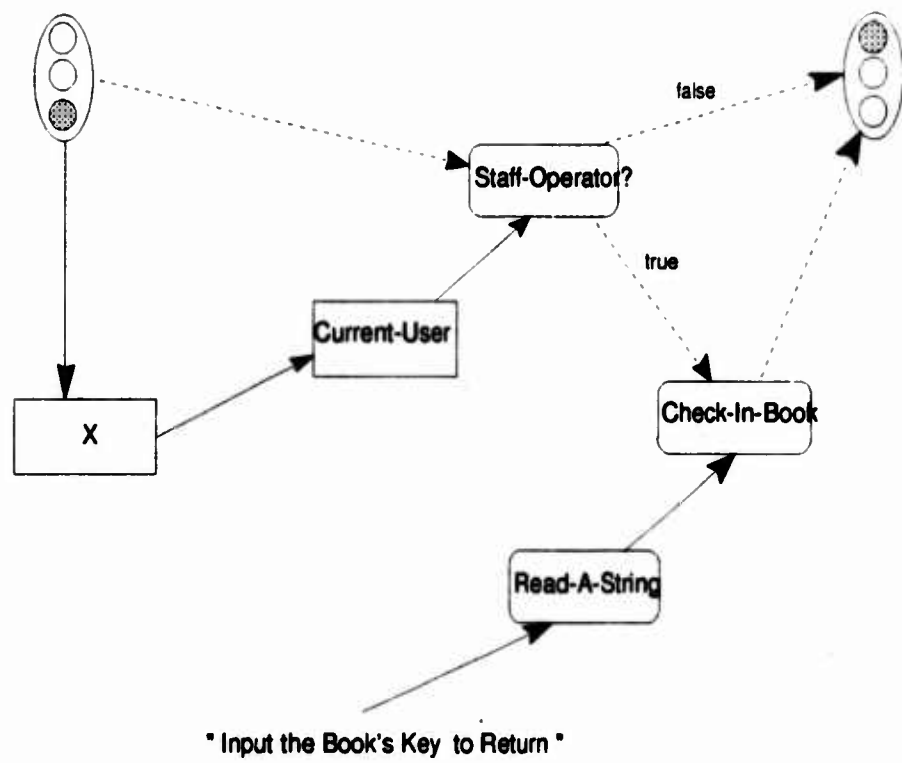 false
Staff-Operator?
true
Current-User
Check-In-Book
X
Read-A-String
" Input the Book's Key to Return "